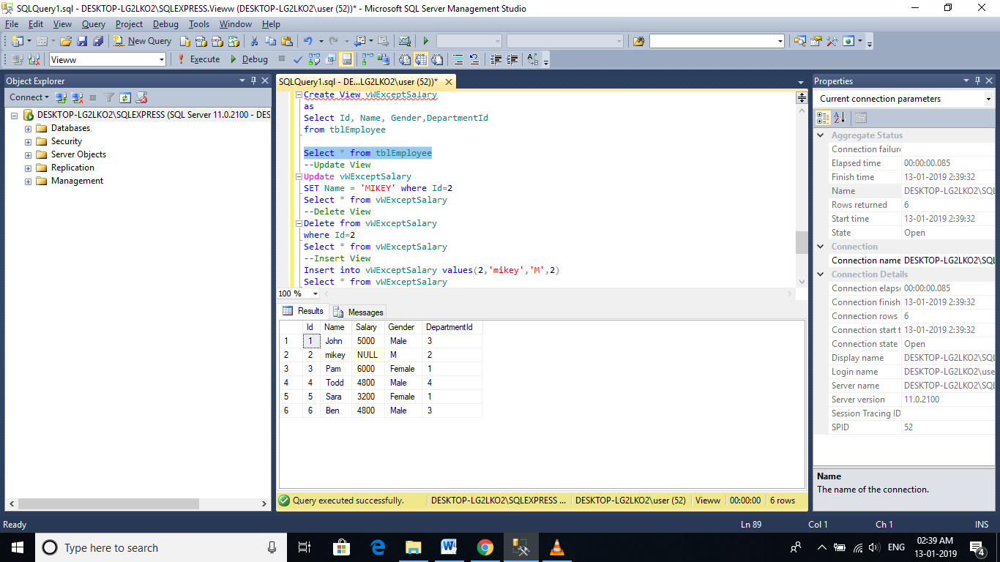 SQLQuery1.sql - DESKTOP-LG2LKO2\SQLEXPRESS.Vieww (DESKTOP-LG2LKO2\user (52))* - Microsoft SQL Server Management Studio
File Edit View Query Project Debug Tools Window Help
New Query
Vieww Execute Debug
Object Explorer
Connect
DESKTOP-LG2LKO2\SQLEXPRESS (SQL Server 11.0.2100 - DES
Databases
Security
Server Objects
Replication
Management
SQLQuery1.sql - DE...LG2LKO2\user (52))*
Create View vWExceptSalary
as
Select Id, Name, Gender,DepartmentId
from tblEmployee
Select * from tblEmployee
--Update View
Update vWExceptSalary
SET Name = 'MIKEY' where Id=2
Select * from vWExceptSalary
--Delete View
Delete from vWExceptSalary
where Id=2
Select * from vWExceptSalary
--Insert View
Insert into vWExceptSalary values(2,'mikey','M',2)
Select * from vWExceptSalary
100 %
Results Messages
Id Name Salary Gender DepartmentId
1 1 John 5000 Male 3
2 2 mikey NULL M 2
3 3 Pam 6000 Female 1
4 4 Todd 4800 Male 4
5 5 Sara 3200 Female 1
6 6 Ben 4800 Male 3
Query executed successfully. DESKTOP-LG2LKO2\SQLEXPRESS ... DESKTOP-LG2LKO2\user (52) Vieww 00:00:00 6 rows
Properties
Current connection parameters
Aggregate Status
Connection failure
Elapsed time 00:00:00.085
Finish time 13-01-2019 2:39:32
Name DESKTOP-LG2LKO2\SQL
Rows returned 6
Start time 13-01-2019 2:39:32
State Open
Connection
Connection name DESKTOP-LG2LKO2\SQL
Connection Details
Connection elapse 00:00:00.085
Connection finish 13-01-2019 2:39:32
Connection rows 6
Connection start t 13-01-2019 2:39:32
Connection state Open
Display name DESKTOP-LG2LKO2\SQL
Login name DESKTOP-LG2LKO2\use
Server name DESKTOP-LG2LKO2\SQL
Server version 11.0.2100
Session Tracing ID
SPID 52
Name
The name of the connection.
Ready Ln 89 Col 1 Ch 1 INS
Type here to search
ENG
02:39 AM
13-01-2019
4